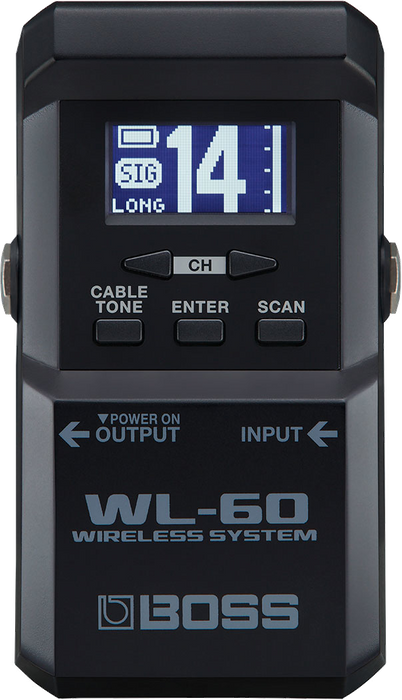 14
SIG
LONG
CH
CABLE
TONE
ENTER
SCAN
▼POWER ON
OUTPUT
INPUT
WL-60
WIRELESS SYSTEM
BOSS